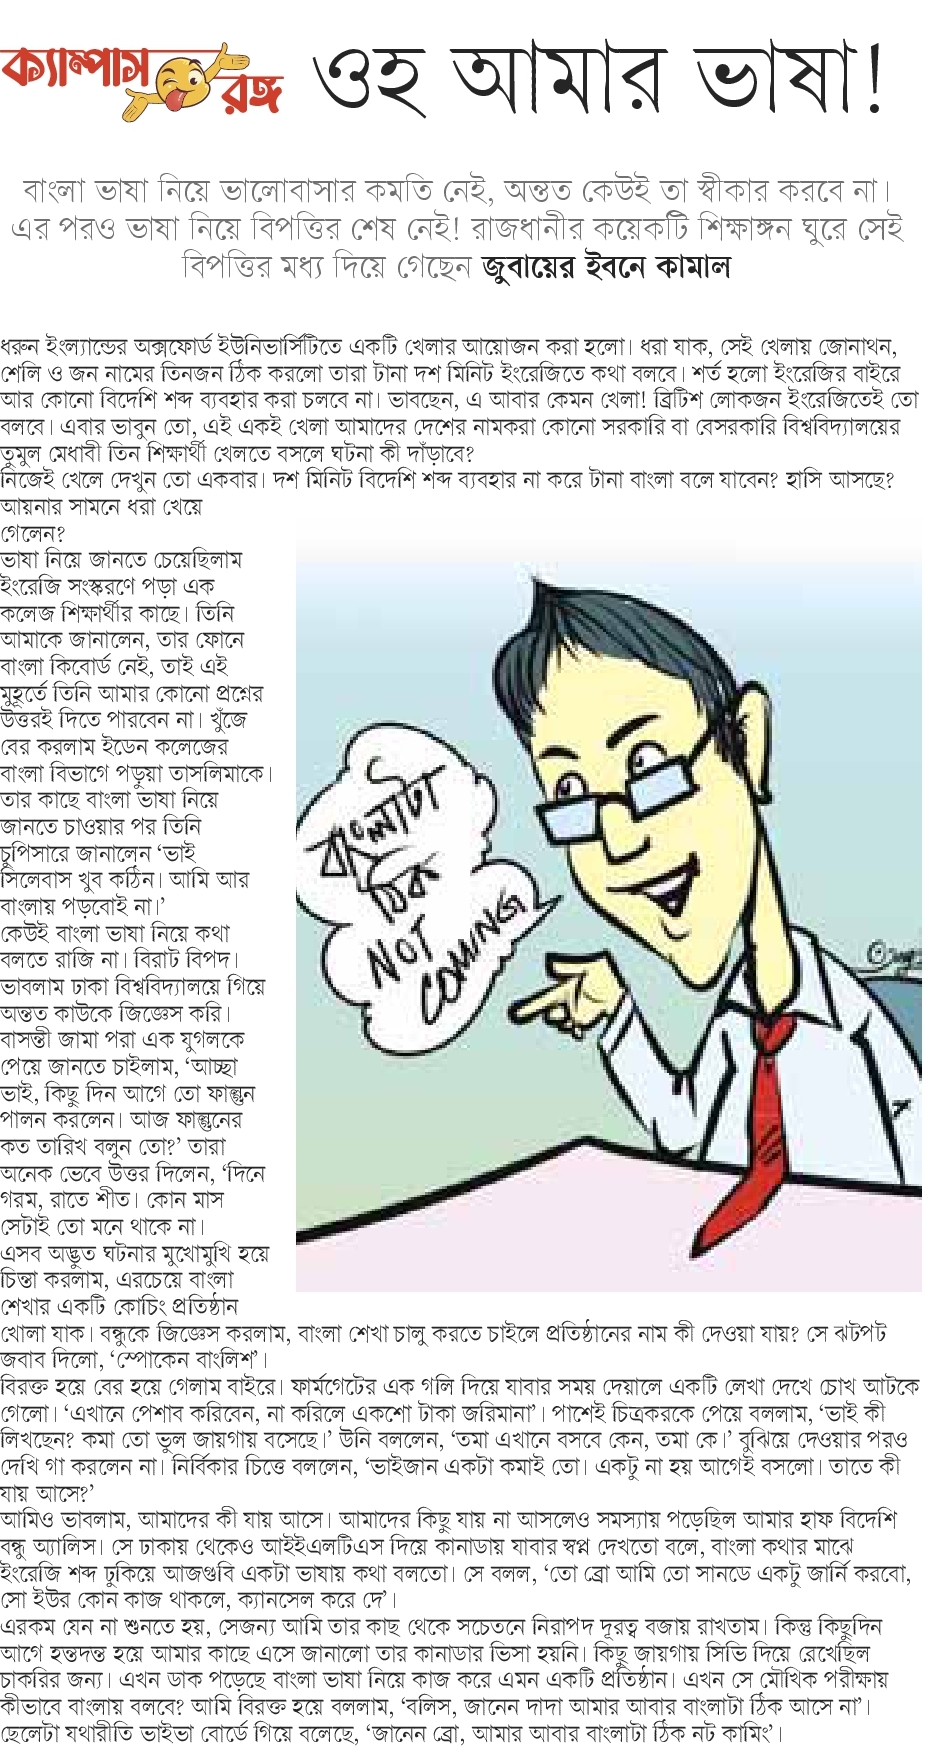 ক্যাম্পাস রঙ্গ
ওহ আমার ভাষা!
বাংলা ভাষা নিয়ে ভালোবাসার কমতি নেই, অন্তত কেউই তা স্বীকার করবে না।
এর পরও ভাষা নিয়ে বিপত্তির শেষ নেই! রাজধানীর কয়েকটি শিক্ষাঙ্গন ঘুরে সেই
বিপত্তির মধ্য দিয়ে গেছেন জুবায়ের ইবনে কামাল
ধরুন ইংল্যান্ডের অক্সফোর্ড ইউনিভার্সিটিতে একটি খেলার আয়োজন করা হলো। ধরা যাক, সেই খেলায় জোনাথন,
শেলি ও জন নামের তিনজন ঠিক করলো তারা টানা দশ মিনিট ইংরেজিতে কথা বলবে। শর্ত হলো ইংরেজির বাইরে
আর কোনো বিদেশি শব্দ ব্যবহার করা চলবে না। ভাবছেন, এ আবার কেমন খেলা! ব্রিটিশ লোকজন ইংরেজিতেই তো
বলবে। এবার ভাবুন তো, এই একই খেলা আমাদের দেশের নামকরা কোনো সরকারি বা বেসরকারি বিশ্ববিদ্যালয়ের
তুমুল মেধাবী তিন শিক্ষার্থী খেলতে বসলে ঘটনা কী দাঁড়াবে?
নিজেই খেলে দেখুন তো একবার। দশ মিনিট বিদেশি শব্দ ব্যবহার না করে টানা বাংলা বলে যাবেন? হাসি আসছে?
আয়নার সামনে ধরা খেয়ে
গেলেন?
ভাষা নিয়ে জানতে চেয়েছিলাম
ইংরেজি সংস্করণে পড়া এক
কলেজ শিক্ষার্থীর কাছে। তিনি
আমাকে জানালেন, তার ফোনে
বাংলা কিবোর্ড নেই, তাই এই
মুহূর্তে তিনি আমার কোনো প্রশ্নের
উত্তরই দিতে পারবেন না। খুঁজে
বের করলাম ইডেন কলেজের
বাংলা বিভাগে পড়ুয়া তাসলিমাকে।
তার কাছে বাংলা ভাষা নিয়ে
জানতে চাওয়ার পর তিনি
চুপিসারে জানালেন ‘ভাই
সিলেবাস খুব কঠিন। আমি আর
বাংলায় পড়বোই না।’
কেউই বাংলা ভাষা নিয়ে কথা
বলতে রাজি না। বিরাট বিপদ।
ভাবলাম ঢাকা বিশ্ববিদ্যালয়ে গিয়ে
অন্তত কাউকে জিজ্ঞেস করি।
বাসন্তী জামা পরা এক যুগলকে
পেয়ে জানতে চাইলাম, ‘আচ্ছা
ভাই, কিছু দিন আগে তো ফাল্গুন
পালন করলেন। আজ ফাল্গুনের
কত তারিখ বলুন তো?’ তারা
অনেক ভেবে উত্তর দিলেন, ‘দিনে
গরম, রাতে শীত। কোন মাস
সেটাই তো মনে থাকে না।
এসব অদ্ভুত ঘটনার মুখোমুখি হয়ে
চিন্তা করলাম, এরচেয়ে বাংলা
শেখার একটি কোচিং প্রতিষ্ঠান
বাংলাটা
ঠিক
NOT
COMING
খোলা যাক। বন্ধুকে জিজ্ঞেস করলাম, বাংলা শেখা চালু করতে চাইলে প্রতিষ্ঠানের নাম কী দেওয়া যায়? সে ঝটপট
জবাব দিলো, ‘স্পোকেন বাংলিশ’।
বিরক্ত হয়ে বের হয়ে গেলাম বাইরে। ফার্মগেটের এক গলি দিয়ে যাবার সময় দেয়ালে একটি লেখা দেখে চোখ আটকে
গেলো। ‘এখানে পেশাব করিবেন, না করিলে একশো টাকা জরিমানা’। পাশেই চিত্রকরকে পেয়ে বললাম, ‘ভাই কী
লিখছেন? কমা তো ভুল জায়গায় বসেছে।’ উনি বললেন, ‘তমা এখানে বসবে কেন, তমা কে।’ বুঝিয়ে দেওয়ার পরও
দেখি গা করলেন না। নির্বিকার চিত্তে বললেন, ‘ভাইজান একটা কমাই তো। একটু না হয় আগেই বসলো। তাতে কী
যায় আসে?’
আমিও ভাবলাম, আমাদের কী যায় আসে। আমাদের কিছু যায় না আসলেও সমস্যায় পড়েছিল আমার হাফ বিদেশি
বন্ধু অ্যালিস। সে ঢাকায় থেকেও আইইএলটিএস দিয়ে কানাডায় যাবার স্বপ্ন দেখতো বলে, বাংলা কথার মাঝে
ইংরেজি শব্দ ঢুকিয়ে আজগুবি একটা ভাষায় কথা বলতো। সে বলল, ‘তো ব্রো আমি তো সানডে একটু জার্নি করবো,
সো ইউর কোন কাজ থাকলে, ক্যানসেল করে দে’।
এরকম যেন না শুনতে হয়, সেজন্য আমি তার কাছ থেকে সচেতনে নিরাপদ দূরত্ব বজায় রাখতাম। কিন্তু কিছুদিন
আগে হন্তদন্ত হয়ে আমার কাছে এসে জানালো তার কানাডার ভিসা হয়নি। কিছু জায়গায় সিভি দিয়ে রেখেছিল
চাকরির জন্য। এখন ডাক পড়েছে বাংলা ভাষা নিয়ে কাজ করে এমন একটি প্রতিষ্ঠান। এখন সে মৌখিক পরীক্ষায়
কীভাবে বাংলায় বলবে? আমি বিরক্ত হয়ে বললাম, ‘বলিস, জানেন দাদা আমার আবার বাংলাটা ঠিক আসে না’।
ছেলেটা যথারীতি ভাইভা বোর্ডে গিয়ে বলেছে, ‘জানেন ব্রো, আমার আবার বাংলাটা ঠিক নট কামিং’।